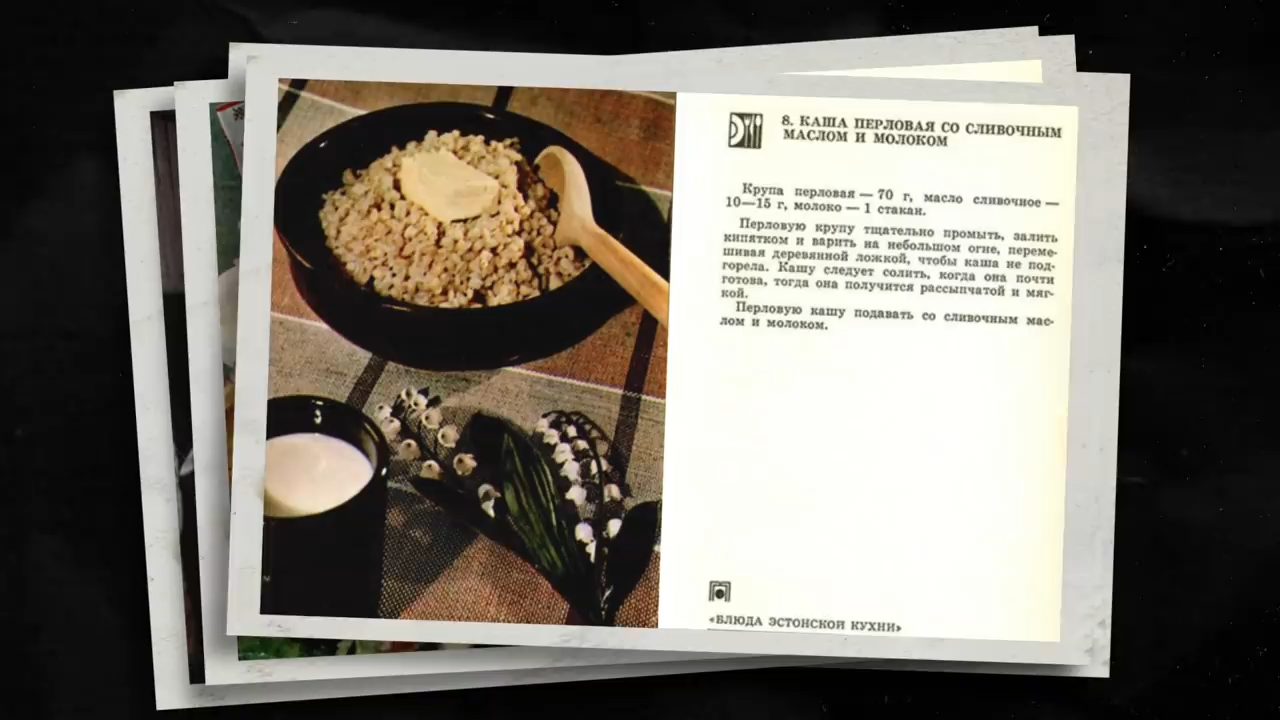 8. КАША ПЕРЛОВАЯ СО СЛИВОЧНЫМ
МАСЛОМ И МОЛОКОМ
Крупа перловая — 70 г, масло сливочное —
10—15 г, молоко — 1 стакан.
Перловую крупу тщательно промыть, залить
кипятком и варить на небольшом огне, переме-
шивая деревянной ложкой, чтобы каша не под-
горела. Кашу следует солить, когда она почти
готова, тогда она получится рассыпчатой и мяг-
кой.
Перловую кашу подавать со сливочным мас-
лом и молоком.
«БЛЮДА ЭСТОНСКОЙ КУХНИ»